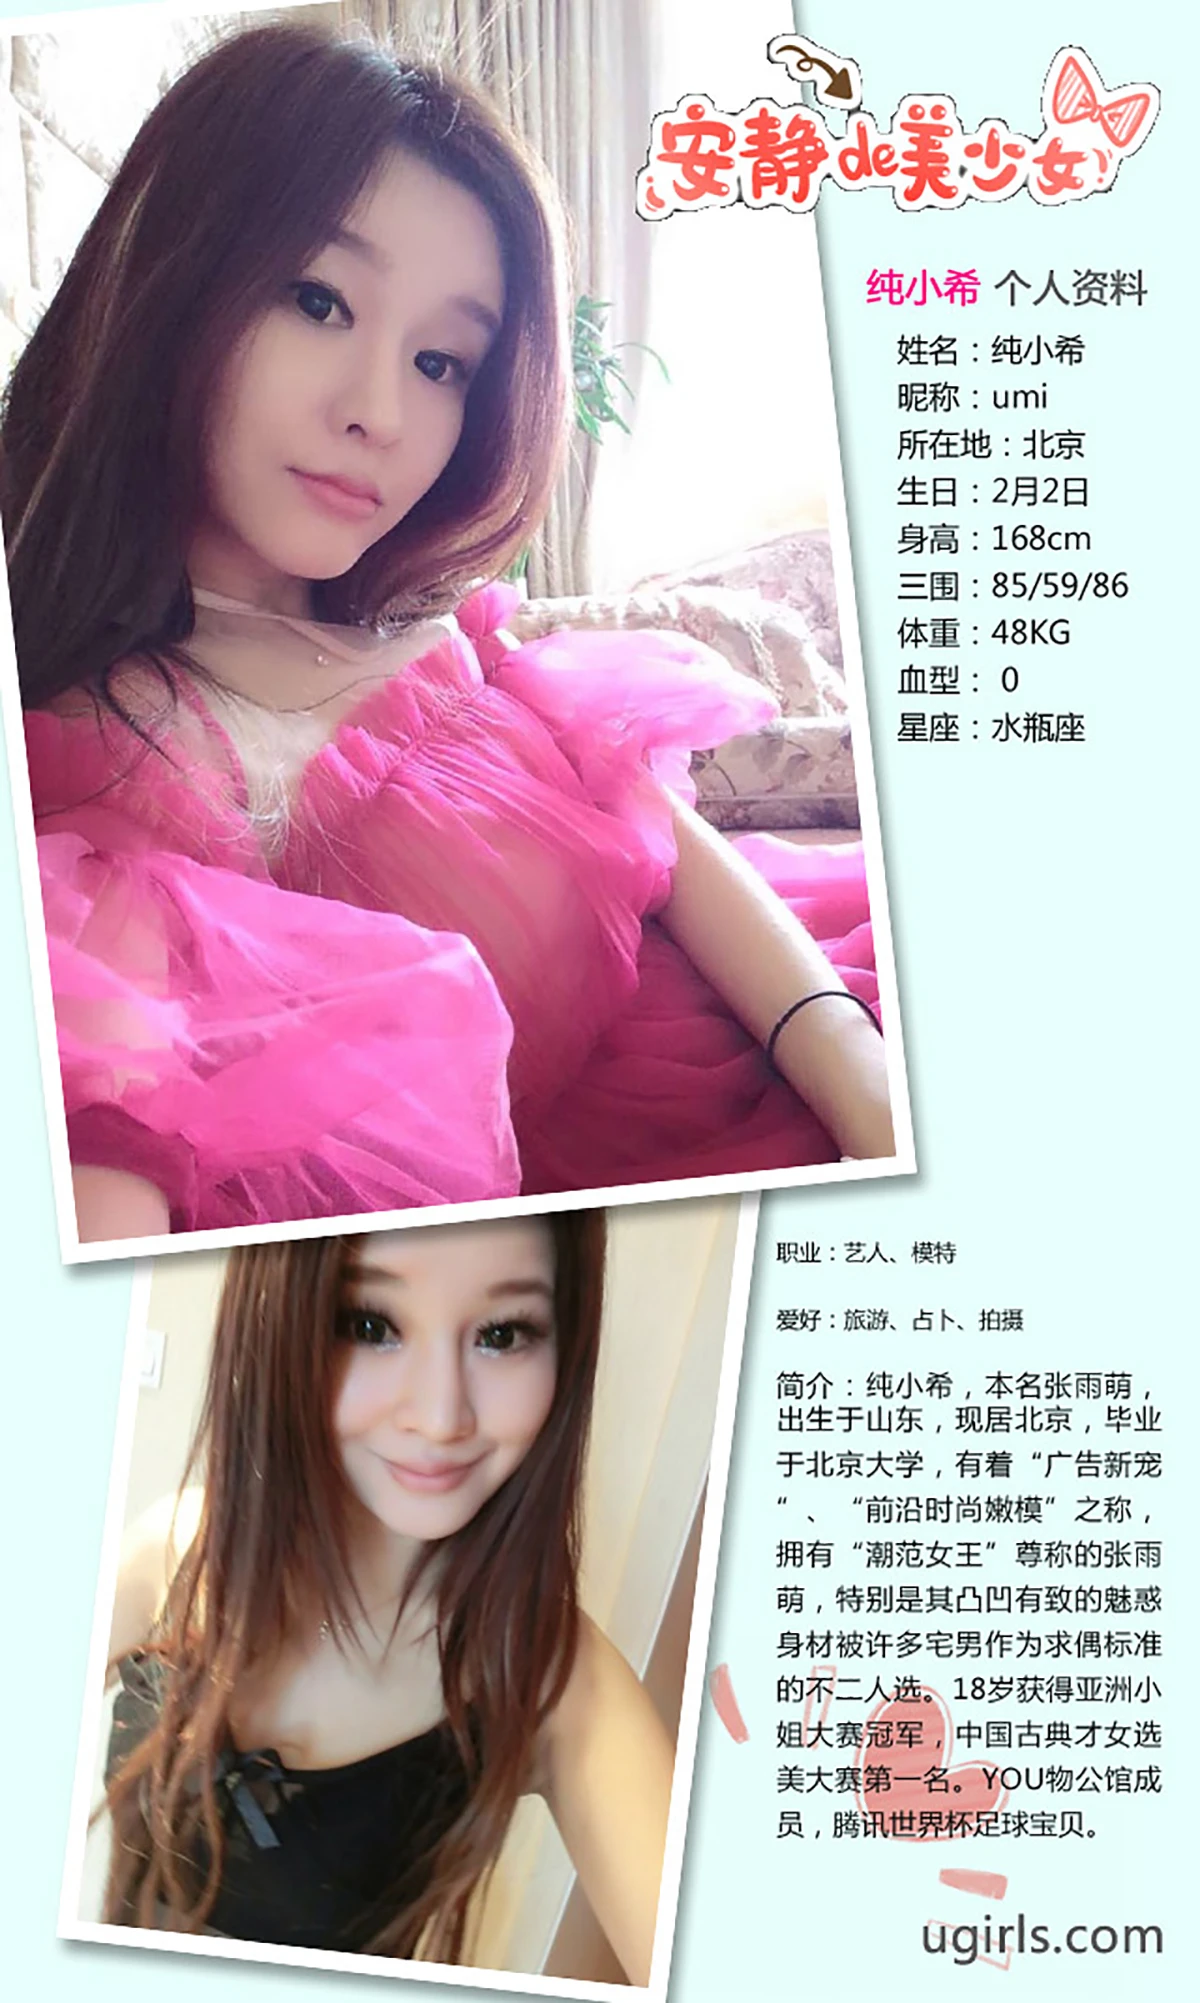 安静de美少女
纯小希 个人资料
姓名：纯小希
昵称：umi
所在地：北京
生日：2月2日
身高：168cm
三围：85/59/86
体重：48KG
血型： 0
星座：水瓶座
职业：艺人、模特
爱好：旅游、占卜、拍摄
简介：纯小希，本名张雨萌，
出生于山东，现居北京，毕业
于北京大学，有着“广告新宠
“、“前沿时尚嫩模”之称，
拥有“潮范女王”尊称的张雨
萌，特别是其凸凹有致的魅惑
身材被许多宅男作为求偶标准
的不二人选。18岁获得亚洲小
姐大赛冠军，中国古典才女选
美大赛第一名。YOU物公馆成
员，腾讯世界杯足球宝贝。
ugirls.com